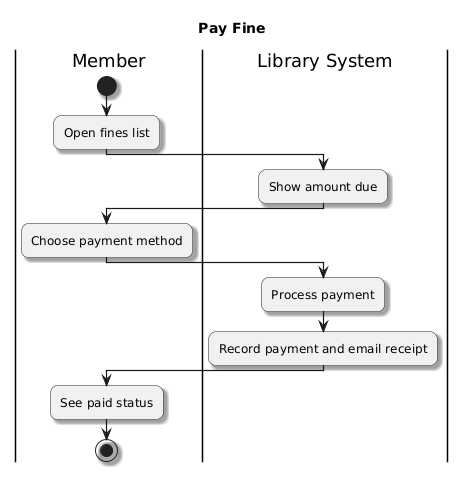 Pay Fine
Member
Library System
Open fines list
Show amount due
Choose payment method
Process payment
Record payment and email receipt
See paid status